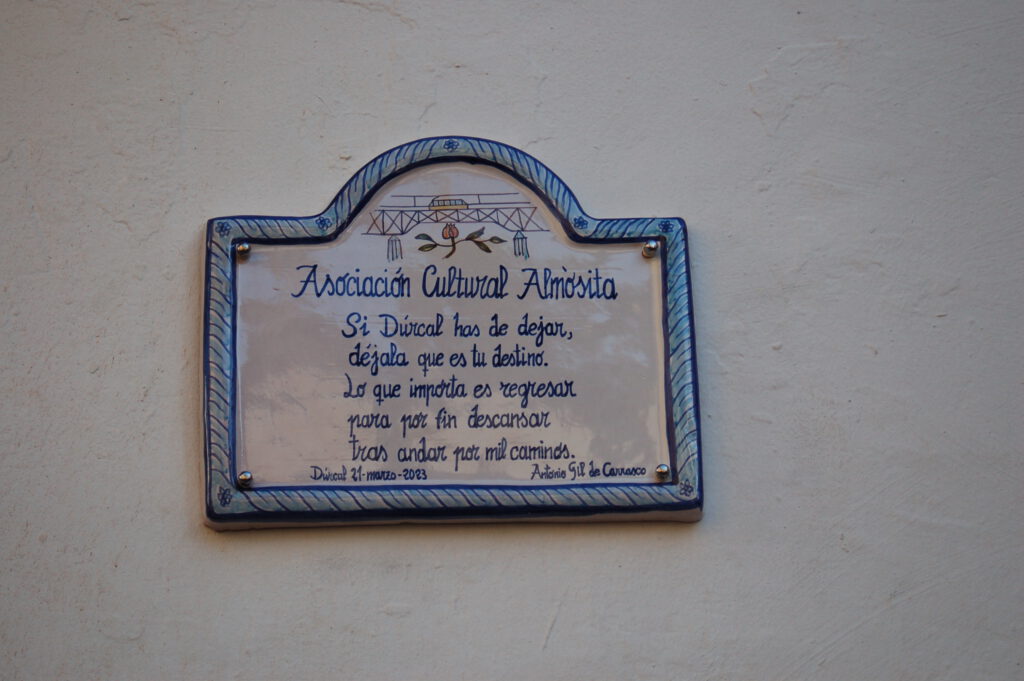 Asociación Cultural Almósita
Si Dúrcal has de dejar,
déjala que es tu destino.
Lo que importa es regresar
para por fin descansar
tras andar por mil caminos.
Dúrcal 21-marzo-2023 Antonio Gil de Carrasco